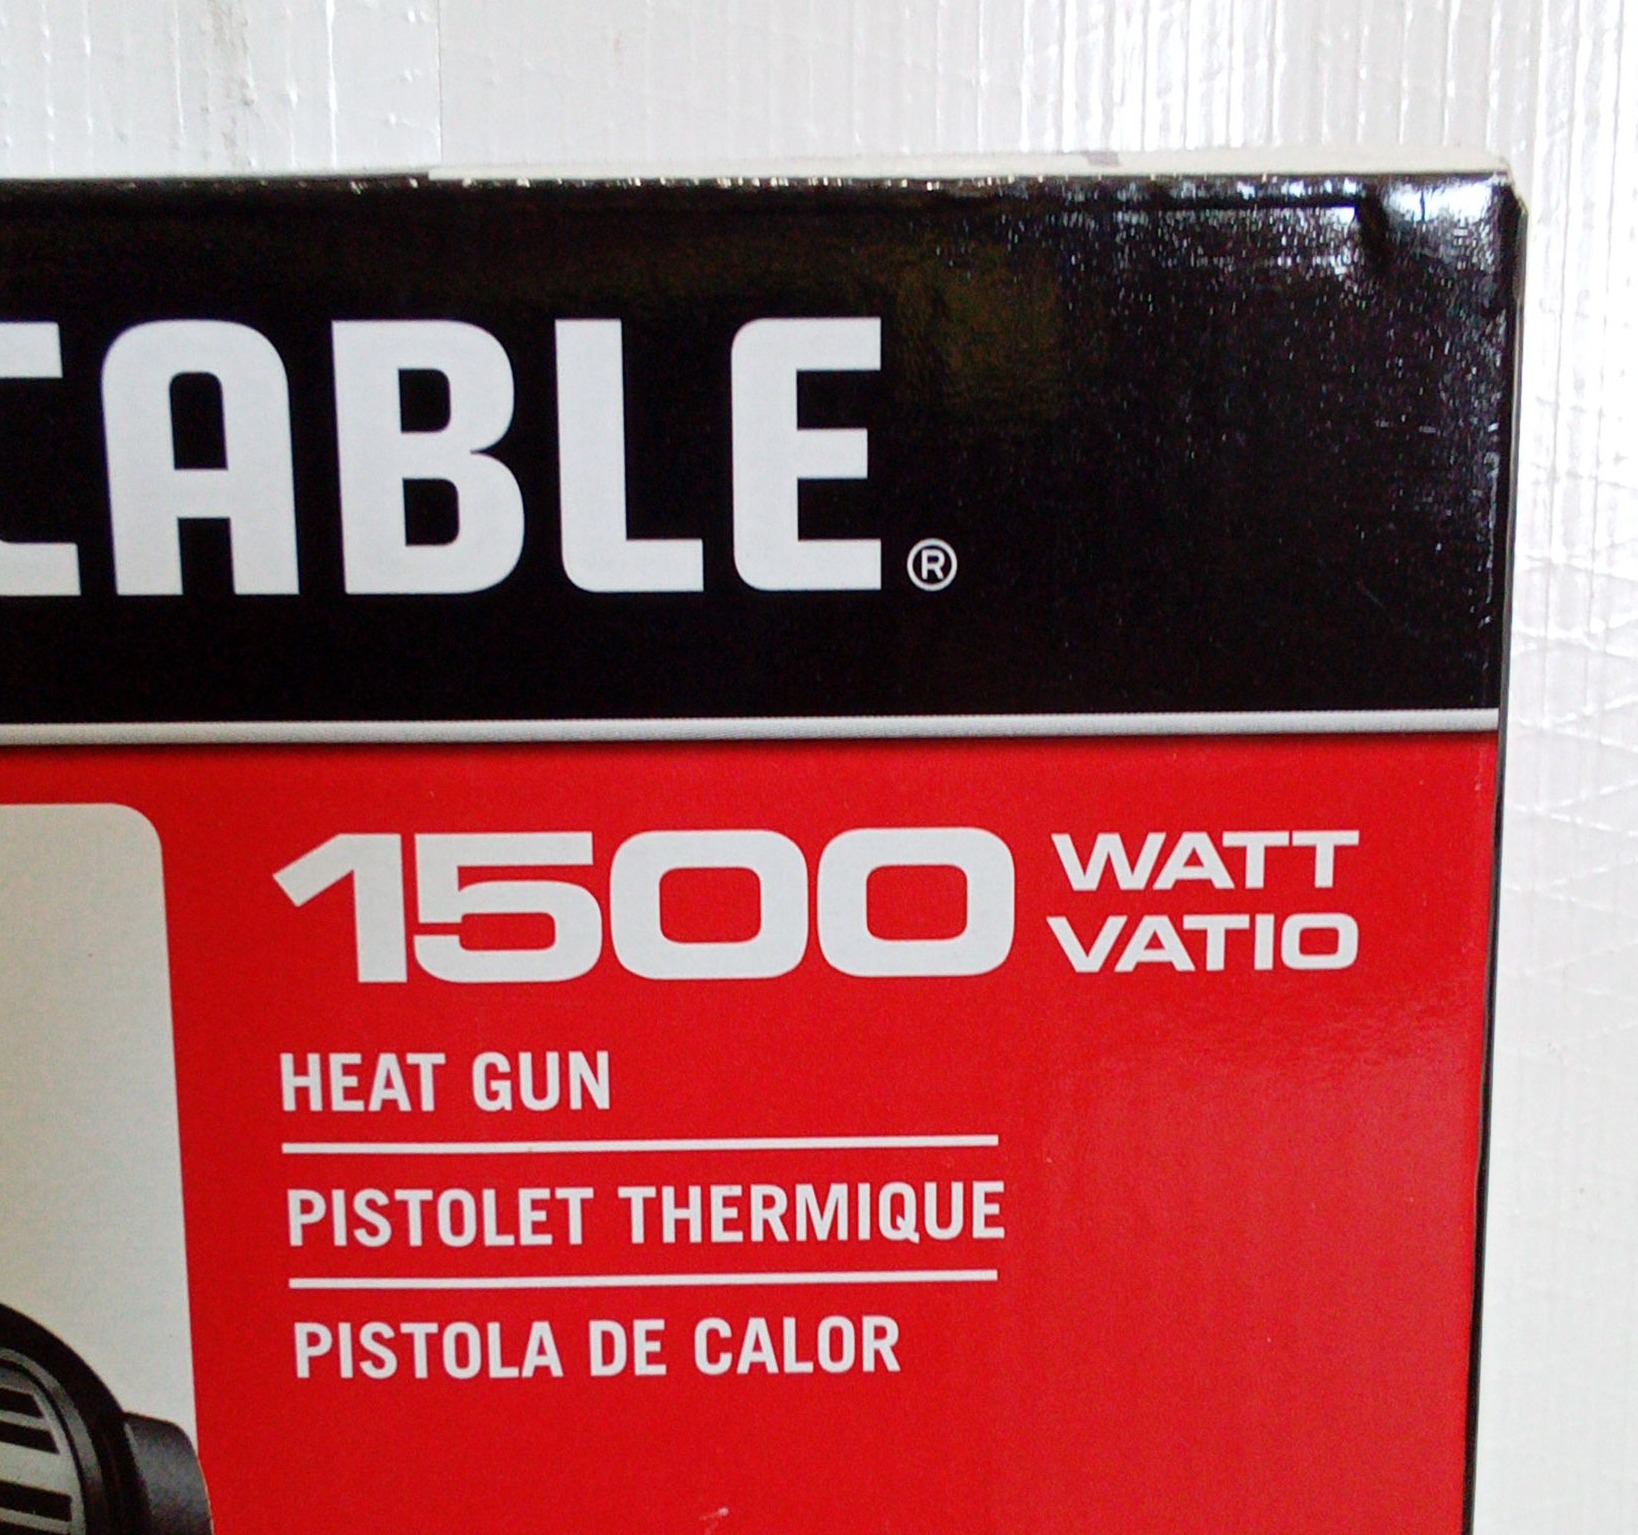 CABLE®
1500 WATT
VATIO
HEAT GUN
PISTOLET THERMIQUE
PISTOLA DE CALOR